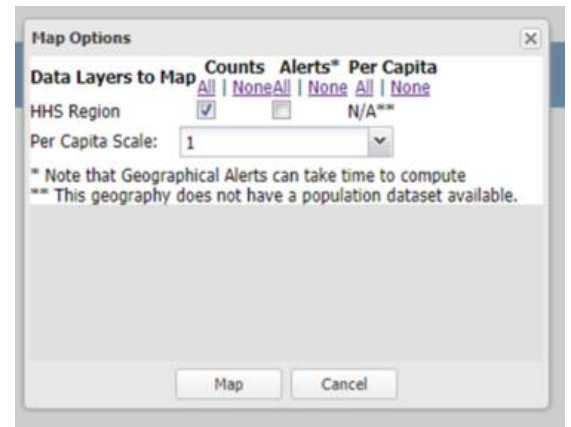 Map Options
Counts Alerts* Per Capita
Data Layers to Map All | None All | None All | None
HHS Region N/A**
Per Capita Scale: 1
* Note that Geographical Alerts can take time to compute
** This geography does not have a population dataset available.
Map Cancel